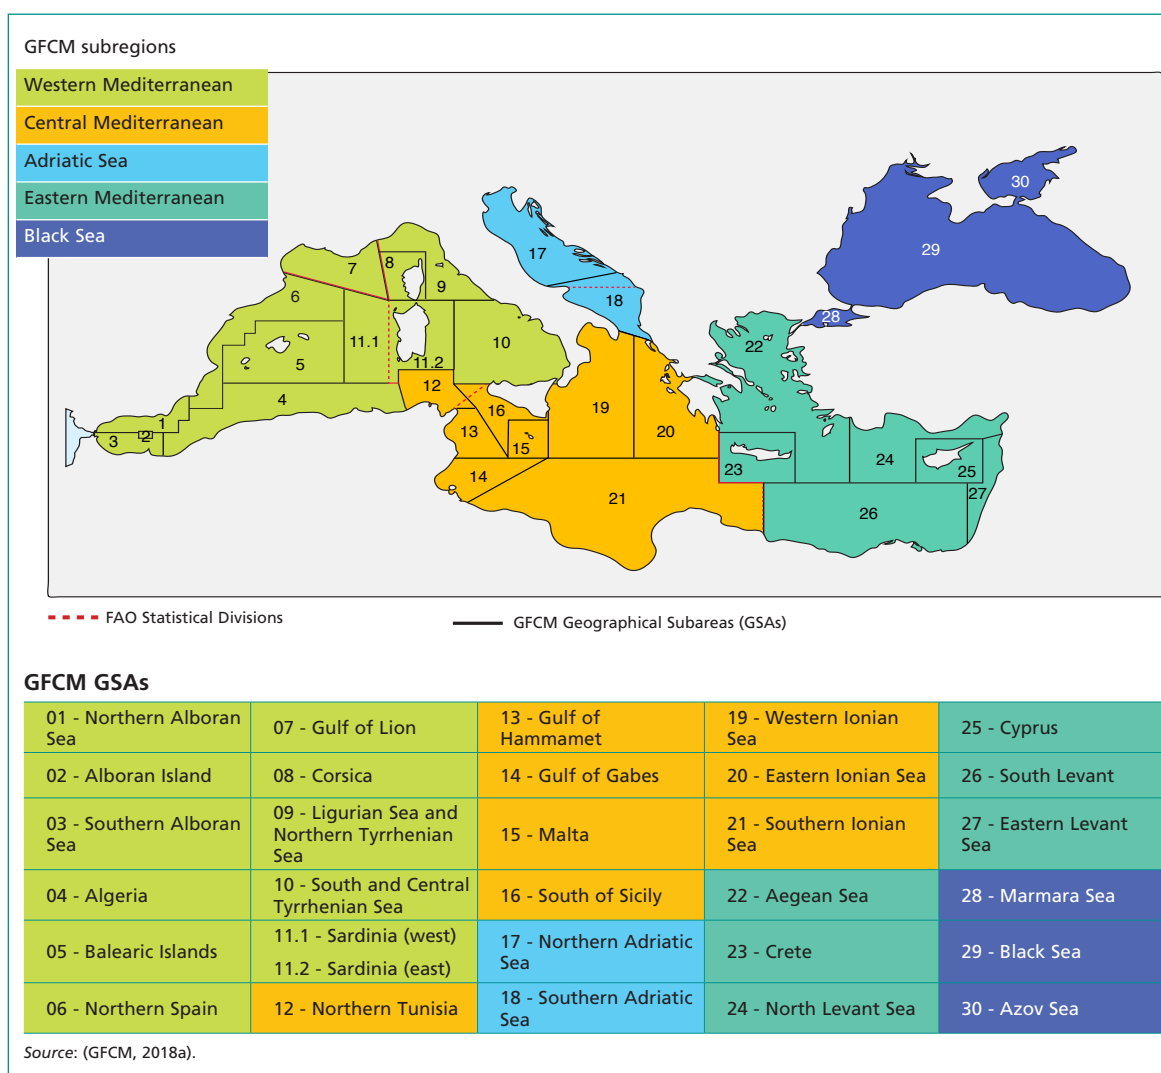 GFCM subregions
Western Mediterranean
Central Mediterranean
Adriatic Sea
Eastern Mediterranean
Black Sea
30
29
28
17
18
7
8
9
6
11.1
11.2
10
5
4
12
1
2
3
13
16
15
14
19
20
21
22
23
24
25
26
27
FAO Statistical Divisions
GFCM Geographical Subareas (GSAs)
GFCM GSAs
01 - Northern Alboran
Sea
07 - Gulf of Lion
13 - Gulf of
Hammamet
19 - Western Ionian
Sea
25 - Cyprus
02 - Alboran Island
08 - Corsica
14 - Gulf of Gabes
20 - Eastern Ionian Sea
26 - South Levant
03 - Southern Alboran
Sea
09 - Ligurian Sea and
Northern Tyrrhenian
Sea
15 - Malta
21 - Southern Ionian
Sea
27 - Eastern Levant
Sea
04 - Algeria
10 - South and Central
Tyrrhenian Sea
16 - South of Sicily
22 - Aegean Sea
28 - Marmara Sea
05 - Balearic Islands
11.1 - Sardinia (west)
11.2 - Sardinia (east)
17 - Northern Adriatic
Sea
23 - Crete
29 - Black Sea
06 - Northern Spain
12 - Northern Tunisia
18 - Southern Adriatic
Sea
24 - North Levant Sea
30 - Azov Sea
Source: (GFCM, 2018a).